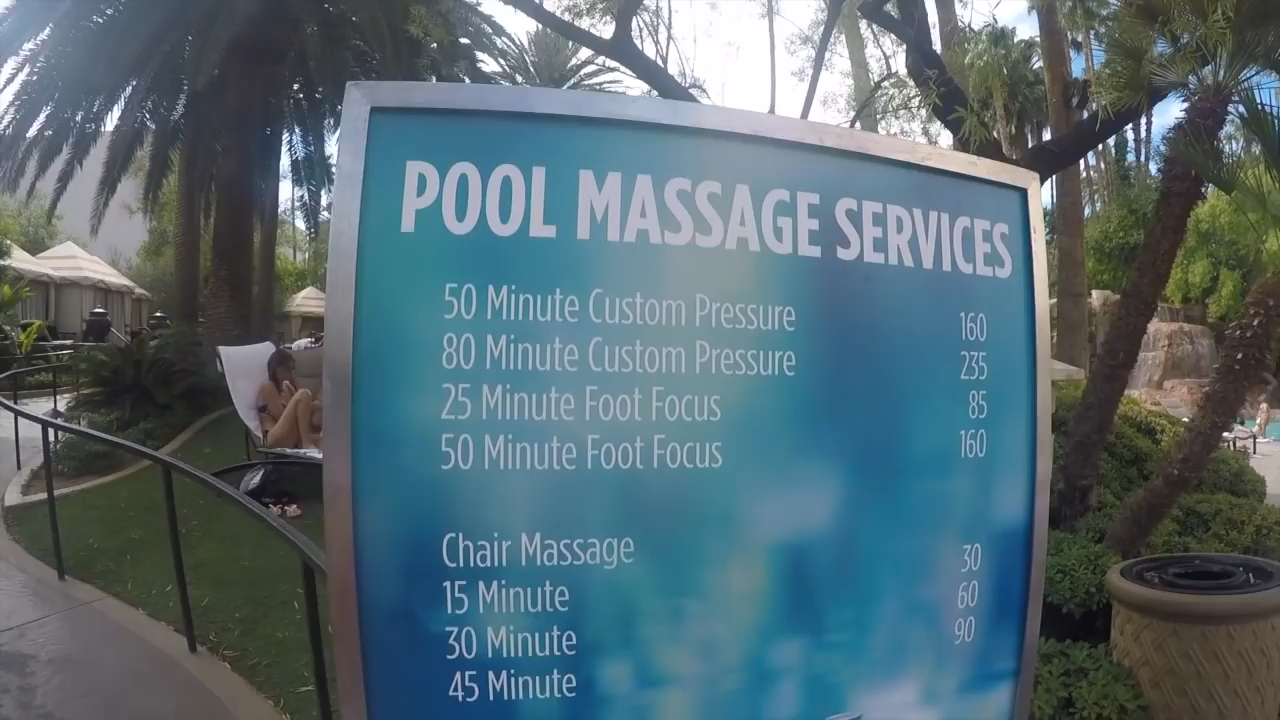 POOL MASSAGE SERVICES
50 Minute Custom Pressure 160
80 Minute Custom Pressure 235
25 Minute Foot Focus 85
50 Minute Foot Focus 160
Chair Massage 30
15 Minute 60
30 Minute 90
45 Minute